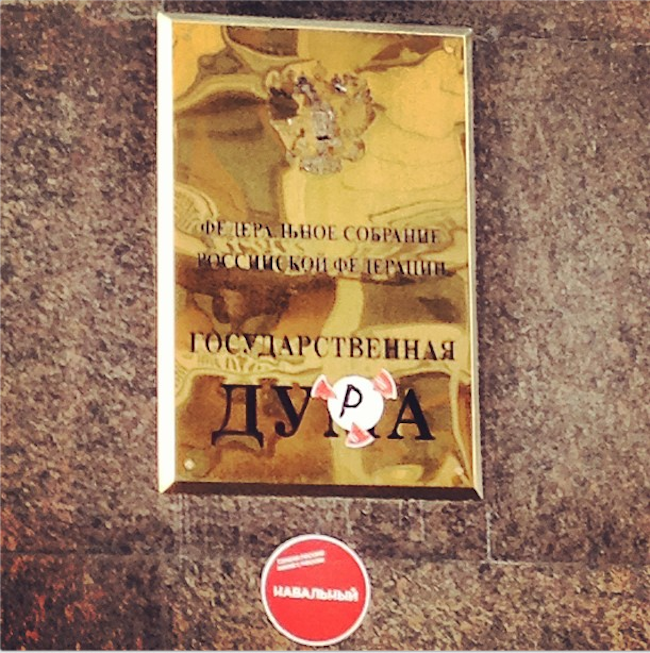 ФЕДЕРАЛЬНОЕ СОБРАНИЕ
РОССИЙСКОЙ ФЕДЕРАЦИИ
ГОСУДАРСТВЕННАЯ
ДУРА
НАВАЛЬНЫЙ